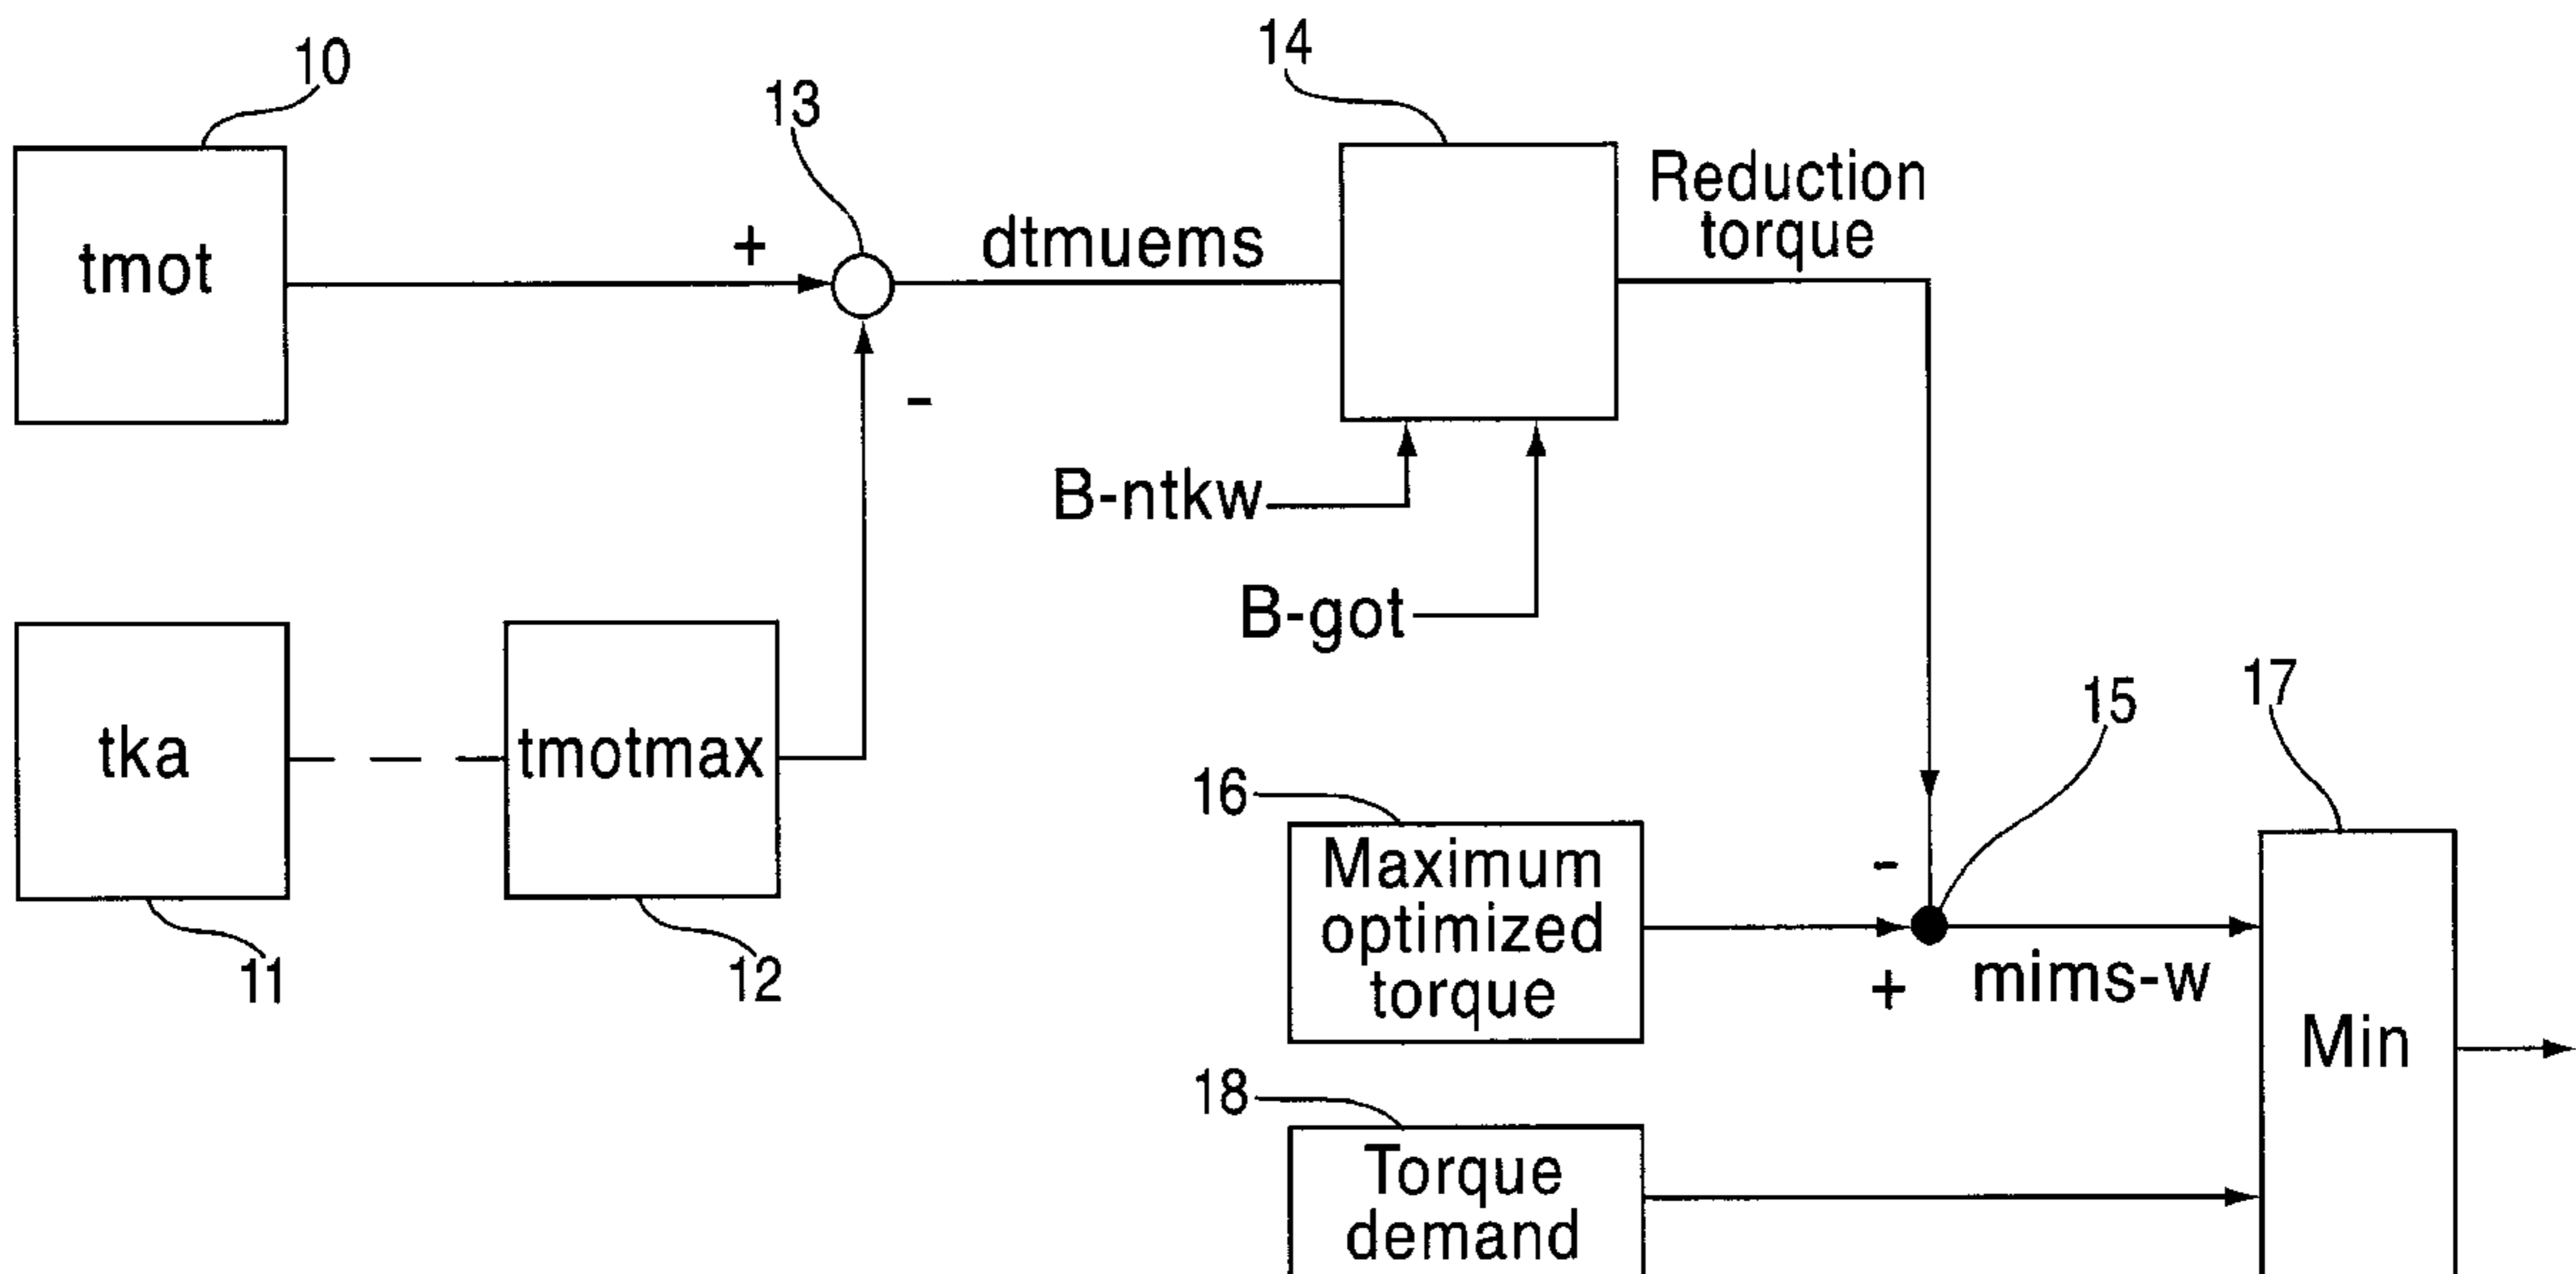 10
13
14
tmot
+
dtmuems
Reduction
torque
-
B-ntkw
B-got
tka
tmotmax
11
12
16
Maximum
optimized
torque
-
+
15
mims-w
17
Min
18
Torque
demand